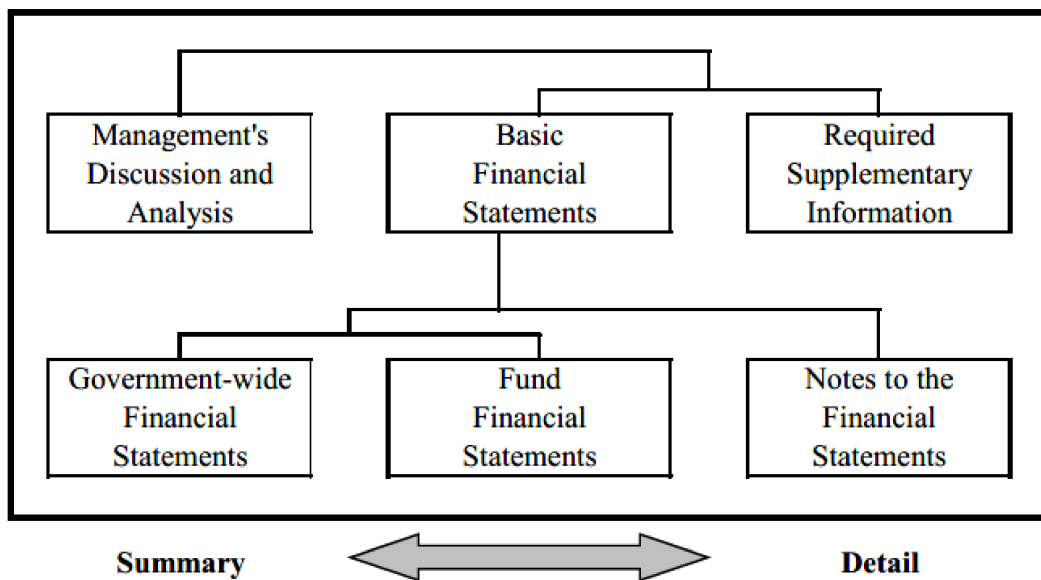 Management's
Discussion and
Analysis
Basic
Financial
Statements
Required
Supplementary
Information
Government-wide
Financial
Statements
Fund
Financial
Statements
Notes to the
Financial
Statements
Summary
Detail